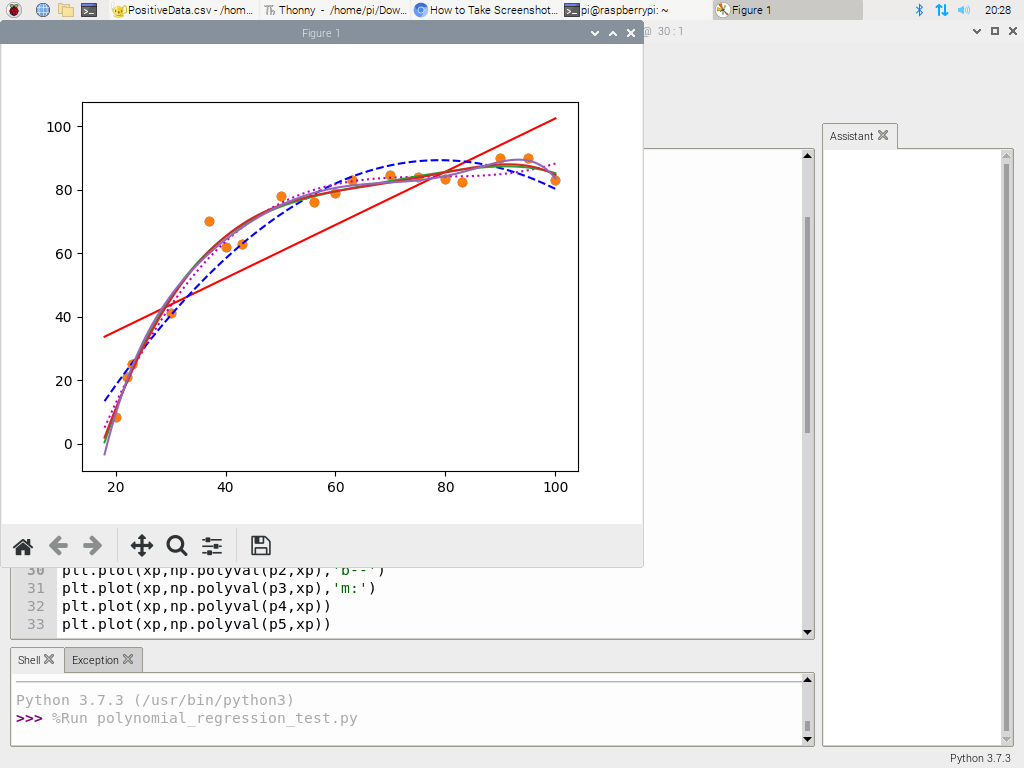 PositiveData.csv - /hom...
Thonny - /home/pi/Dow...
How to Take Screenshot...
pi@raspberrypi: ~
Figure 1
20:28
Figure 1
@ 30 : 1
Assistant
100
80
60
40
20
0
20 40 60 80 100
30 plt.plot(xp,np.polyval(p2,xp),'b--')
31 plt.plot(xp,np.polyval(p3,xp),'m:')
32 plt.plot(xp,np.polyval(p4,xp))
33 plt.plot(xp,np.polyval(p5,xp))
Shell
Exception
Python 3.7.3 (/usr/bin/python3)
>>> %Run polynomial_regression_test.py
Python 3.7.3